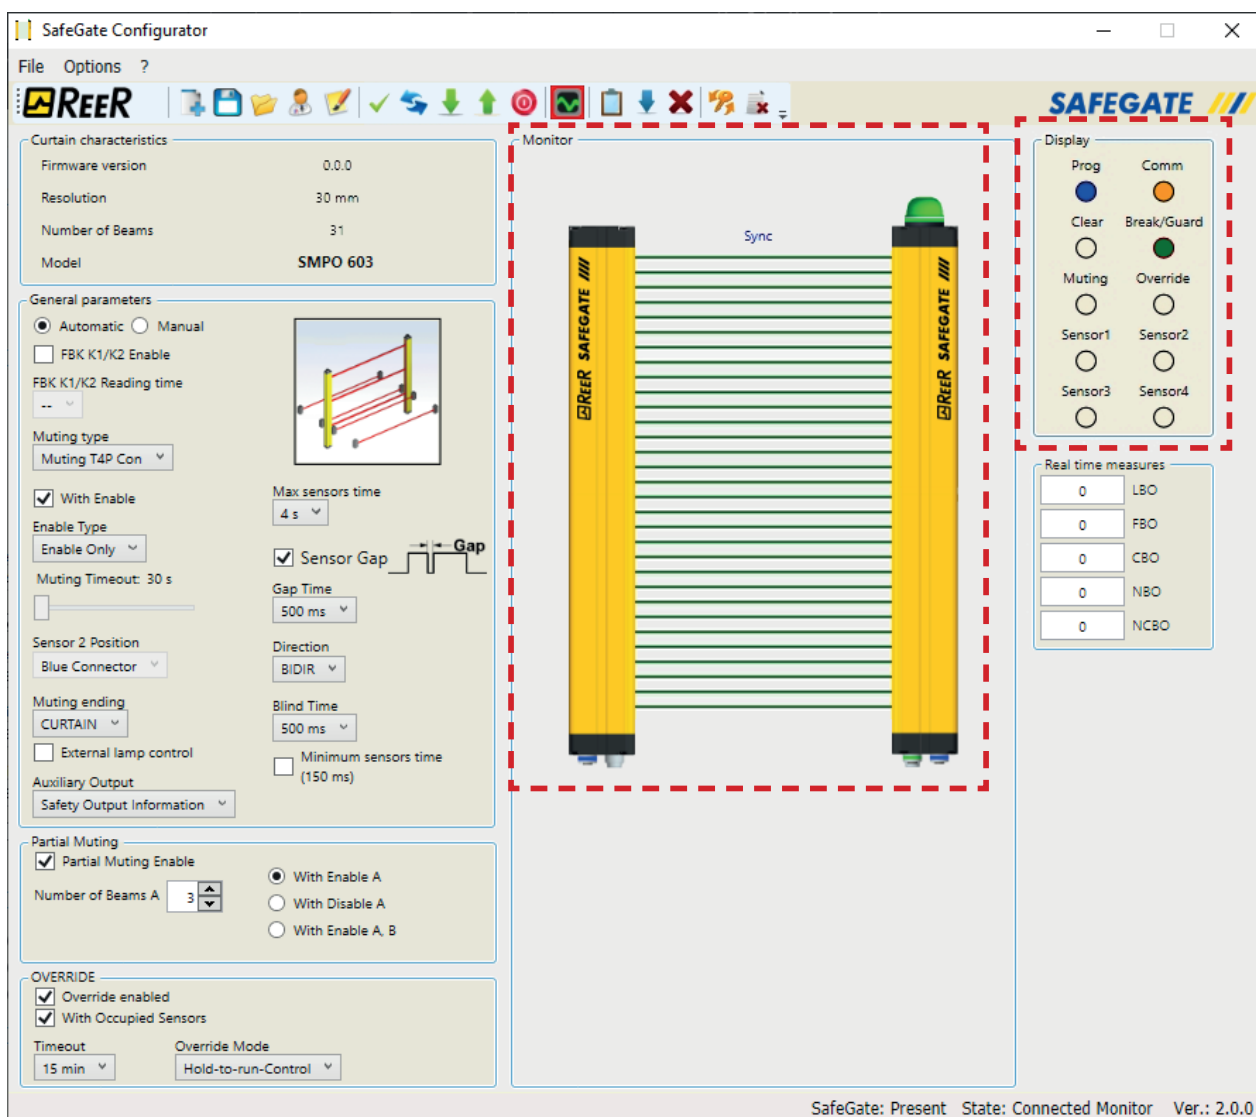 SafeGate Configurator
File Options ?
REER
SAFEGATE
Curtain characteristics
Firmware version 0.0.0
Resolution 30 mm
Number of Beams 31
Model SMPO 603
General parameters
Automatic Manual
FBK K1/K2 Enable
FBK K1/K2 Reading time
--
Muting type
Muting T4P Con
With Enable
Enable Type
Enable Only
Muting Timeout: 30 s
Sensor 2 Position
Blue Connector
Muting ending
CURTAIN
External lamp control
Auxiliary Output
Safety Output Information
Max sensors time
4 s
Sensor Gap
Gap
Gap Time
500 ms
Direction
BIDIR
Blind Time
500 ms
Minimum sensors time
(150 ms)
Partial Muting
Partial Muting Enable
Number of Beams A 3
With Enable A
With Disable A
With Enable A, B
OVERRIDE
Override enabled
With Occupied Sensors
Timeout Override Mode
15 min Hold-to-run-Control
Monitor
Sync
REER SAFEGATE
REER SAFEGATE
Display
Prog Comm
Clear Break/Guard
Muting Override
Sensor1 Sensor2
Sensor3 Sensor4
Real time measures
0 LBO
0 FBO
0 CBO
0 NBO
0 NCBO
SafeGate: Present State: Connected Monitor Ver.: 2.0.0